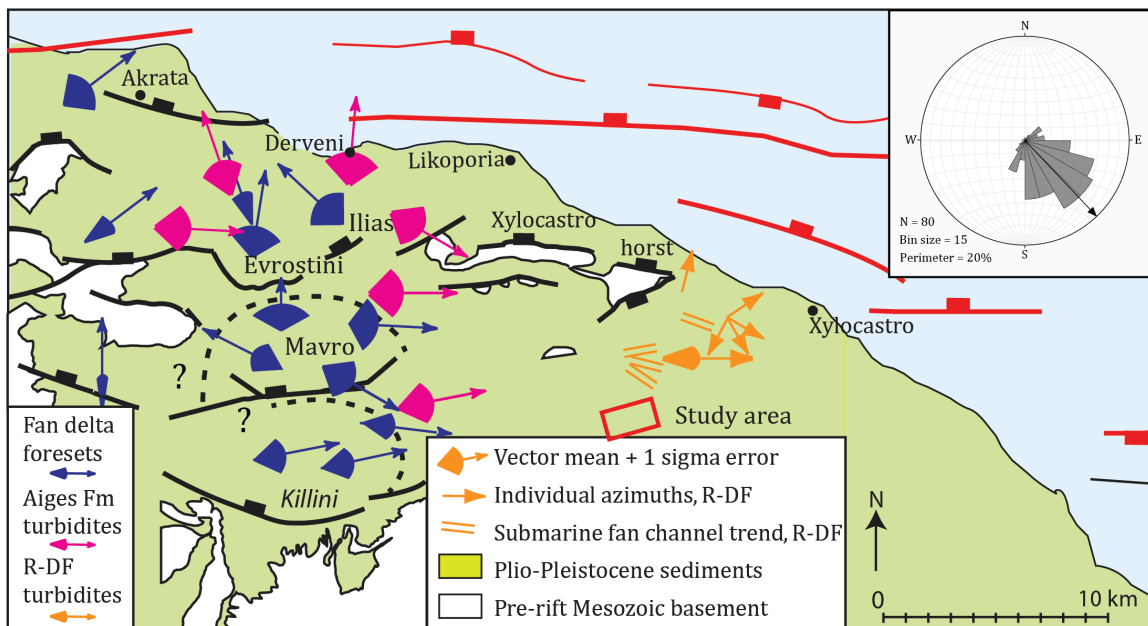 N
W
E
S
N = 80
Bin size = 15
Perimeter = 20%
Akrata
Derveni
Likoporia
Ilias
Xylocastro
horst
Evrostini
Xylocastro
Mavro
?
?
Study area
Killini
Fan delta
foresets
Aiges Fm
turbidites
R-DF
turbidites
Vector mean + 1 sigma error
Individual azimuths, R-DF
Submarine fan channel trend, R-DF
Plio-Pleistocene sediments
Pre-rift Mesozoic basement
N
0
10 km